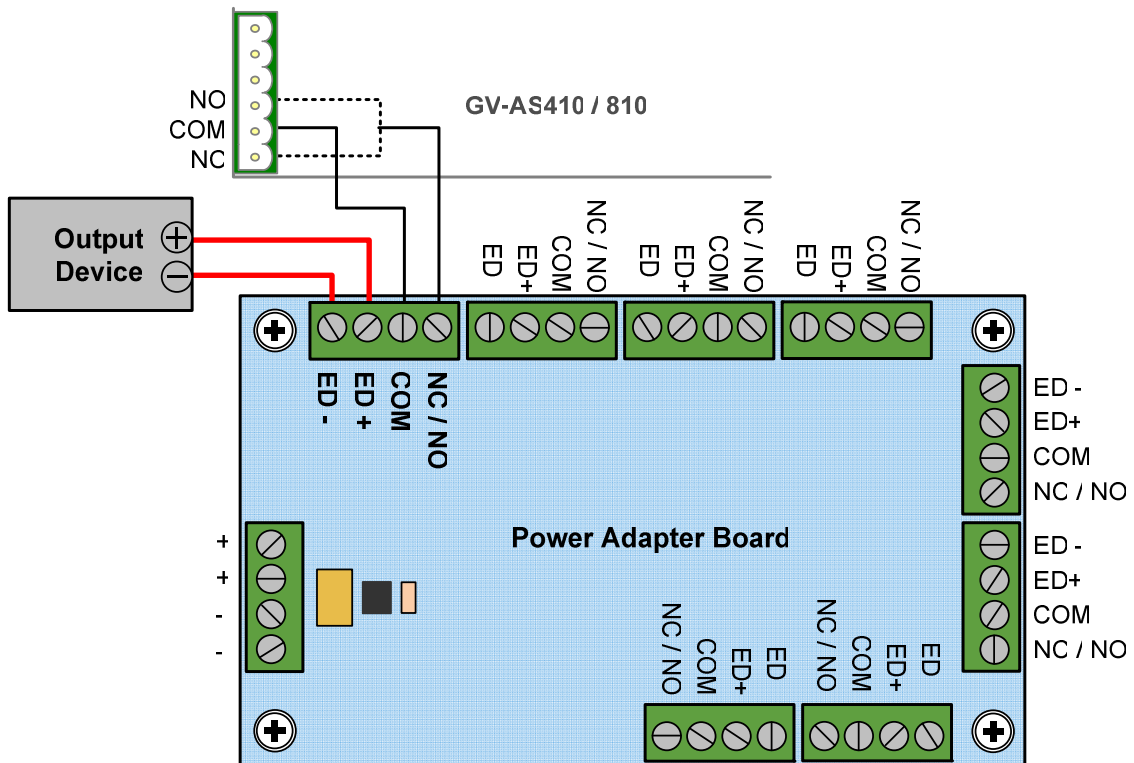 NO
GV-AS410 / 810
COM
NC
Output
Device
+
−
ED
ED+
COM
NC / NO
ED
ED+
COM
NC / NO
ED
ED+
COM
NC / NO
ED -
ED +
COM
NC / NO
ED -
ED+
COM
NC / NO
+
+
-
-
Power Adapter Board
ED -
ED+
COM
NC / NO
NC / NO
COM
ED+
ED
NC / NO
COM
ED+
ED